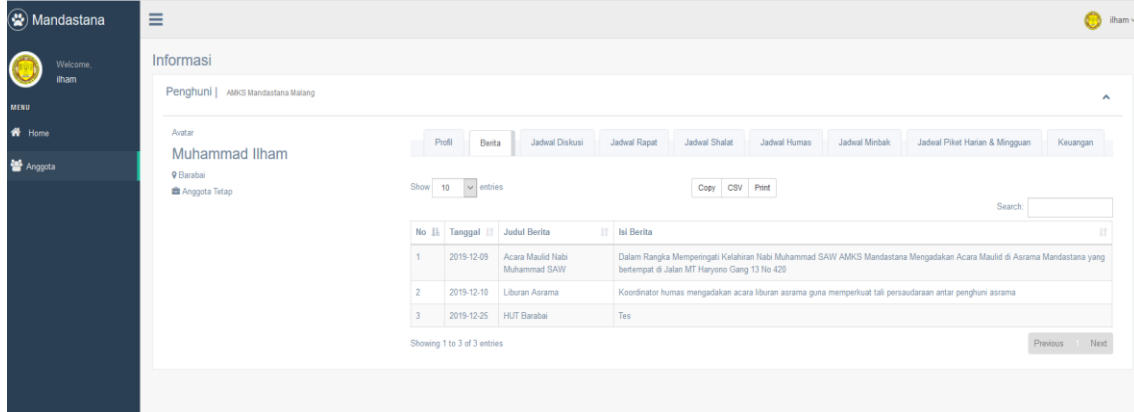 Mandastana
ilham
Welcome,
ilham
MENU
Home
Anggota
Informasi
Penghuni | AMKS Mandastana Malang
Avatar
Muhammad Ilham
Barabai
Anggota Tetap
Profil Berita Jadwal Diskusi Jadwal Rapat Jadwal Shalat Jadwal Humas Jadwal Minbak Jadwal Piket Harian & Mingguan Keuangan
Show 10 entries
Copy CSV Print
Search:
No Tanggal Judul Berita Isi Berita
1 2019-12-09 Acara Maulid Nabi Dalam Rangka Memperingati Kelahiran Nabi Muhammad SAW AMKS Mandastana Mengadakan Acara Maulid di Asrama Mandastana yang
Muhammad SAW bertempat di Jalan MT Haryono Gang 13 No 420
2 2019-12-10 Liburan Asrama Koordinator humas mengadakan acara liburan asrama guna memperkuat tali persaudaraan antar penghuni asrama
3 2019-12-25 HUT Barabai Tes
Showing 1 to 3 of 3 entries
Previous 1 Next